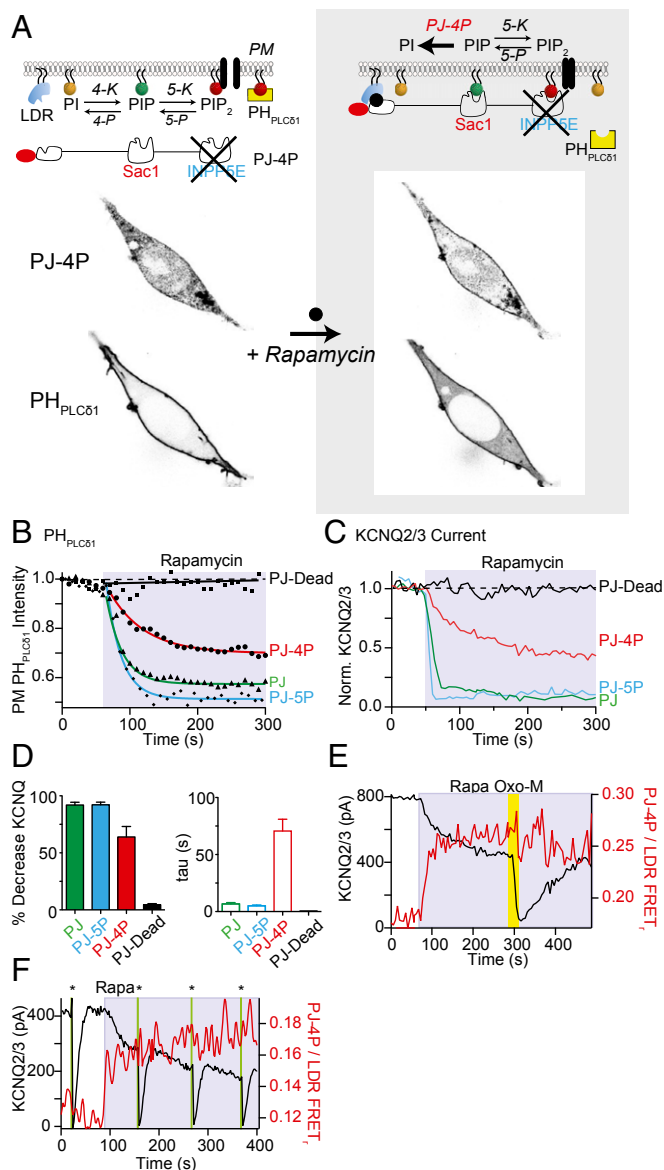 A
PM
LDR
PI
4-K
4-P
PIP
5-K
5-P
PIP2
PHPLCδ1
Sac1
INPP5E
PJ-4P
PJ-4P
PI
PIP
5-K
5-P
PIP2
Sac1
INPP5E
PHPLCδ1
PJ-4P
+ Rapamycin
PHPLCδ1
B
PHPLCδ1
Rapamycin
PM PHPLCδ1 Intensity
1.0
0.8
0.6
0
100
200
300
Time (s)
PJ-Dead
PJ-4P
PJ
PJ-5P
C
KCNQ2/3 Current
Rapamycin
Norm. KCNQ2/3
1.0
0.5
0.0
0
100
200
300
Time (s)
PJ-Dead
PJ-4P
PJ-5P
PJ
D
% Decrease KCNQ
100
50
0
PJ
PJ-5P
PJ-4P
PJ-Dead
tau (s)
100
50
0
PJ
PJ-5P
PJ-4P
PJ-Dead
E
Rapa Oxo-M
KCNQ2/3 (pA)
800
400
0
0
200
400
Time (s)
0.30
0.25
0.18
PJ-4P / LDR FRETr
F
* Rapa * * *
KCNQ2/3 (pA)
400
200
0
0
100
200
300
400
Time (s)
0.18
0.16
0.14
0.12
PJ-4P / LDR FRETr